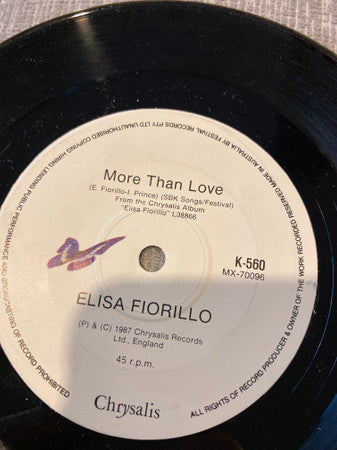 More Than Love
(E. Fiorillo-I. Prince) (SBK Songs/Festival)
From the Chrysalis Album
"Elisa Fiorillo" L38866
K-560
MX-70096
ELISA FIORILLO
(P) & (C) 1987 Chrysalis Records
Ltd., England
45 r.p.m.
Chrysalis
MADE IN AUSTRALIA BY FESTIVAL RECORDS PTY LTD UNAUTHORISED COPYING HIRING LENDING PUBLIC PERFORMANCE AND BROADCASTING OF RECORD PROHIBITED
ALL RIGHTS OF RECORD PRODUCER & OWNER OF THE WORK RECORDED RESERVED